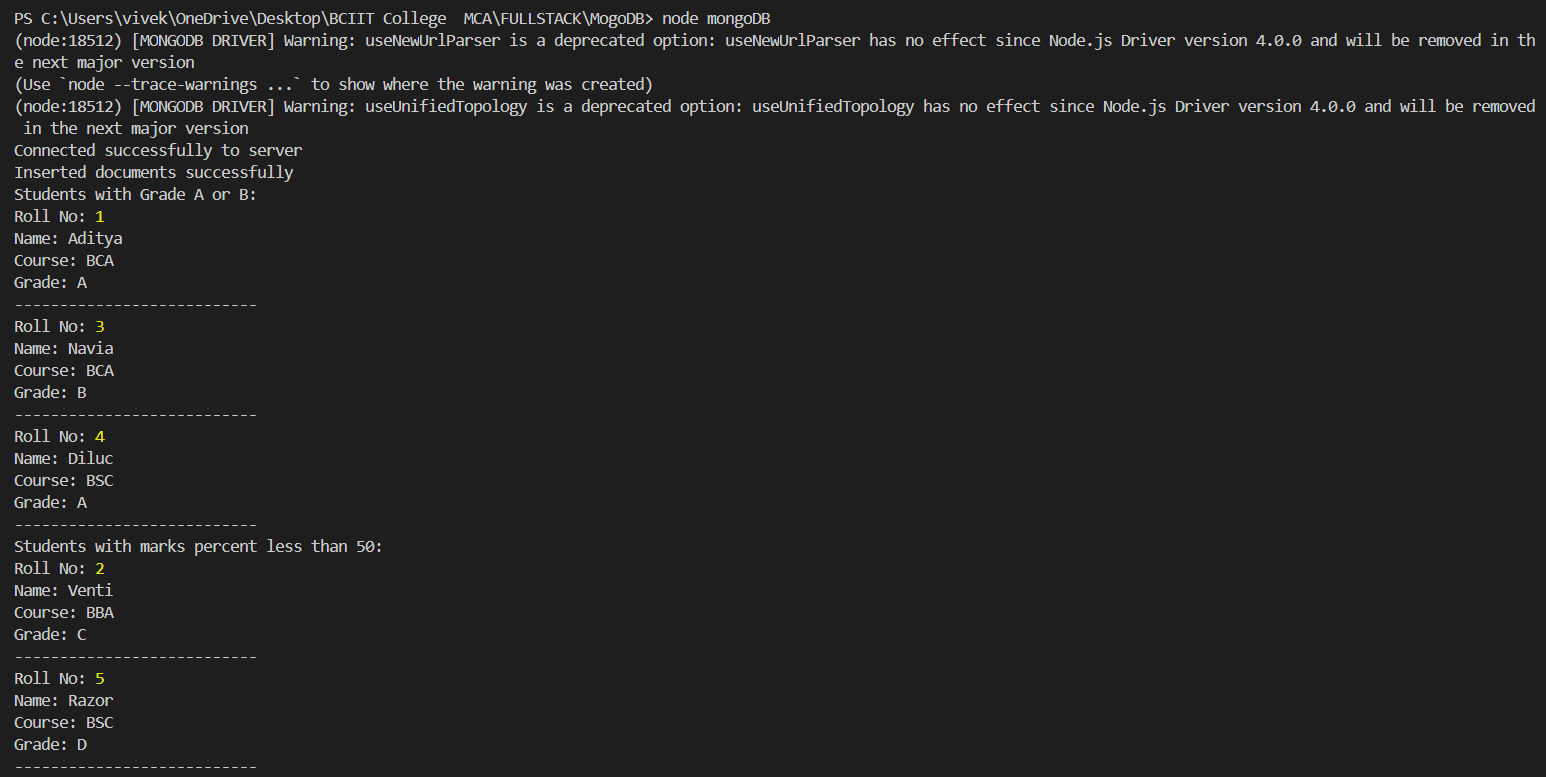 PS C:\Users\vivek\OneDrive\Desktop\BCIIT College  MCA\FULLSTACK\MogoDB> node mongoDB
(node:18512) [MONGODB DRIVER] Warning: useNewUrlParser is a deprecated option: useNewUrlParser has no effect since Node.js Driver version 4.0.0 and will be removed in th
e next major version
(Use `node --trace-warnings ...` to show where the warning was created)
(node:18512) [MONGODB DRIVER] Warning: useUnifiedTopology is a deprecated option: useUnifiedTopology has no effect since Node.js Driver version 4.0.0 and will be removed
 in the next major version
Connected successfully to server
Inserted documents successfully
Students with Grade A or B:
Roll No: 1
Name: Aditya
Course: BCA
Grade: A
---------------------------
Roll No: 3
Name: Navia
Course: BCA
Grade: B
---------------------------
Roll No: 4
Name: Diluc
Course: BSC
Grade: A
---------------------------
Students with marks percent less than 50:
Roll No: 2
Name: Venti
Course: BBA
Grade: C
---------------------------
Roll No: 5
Name: Razor
Course: BSC
Grade: D
---------------------------